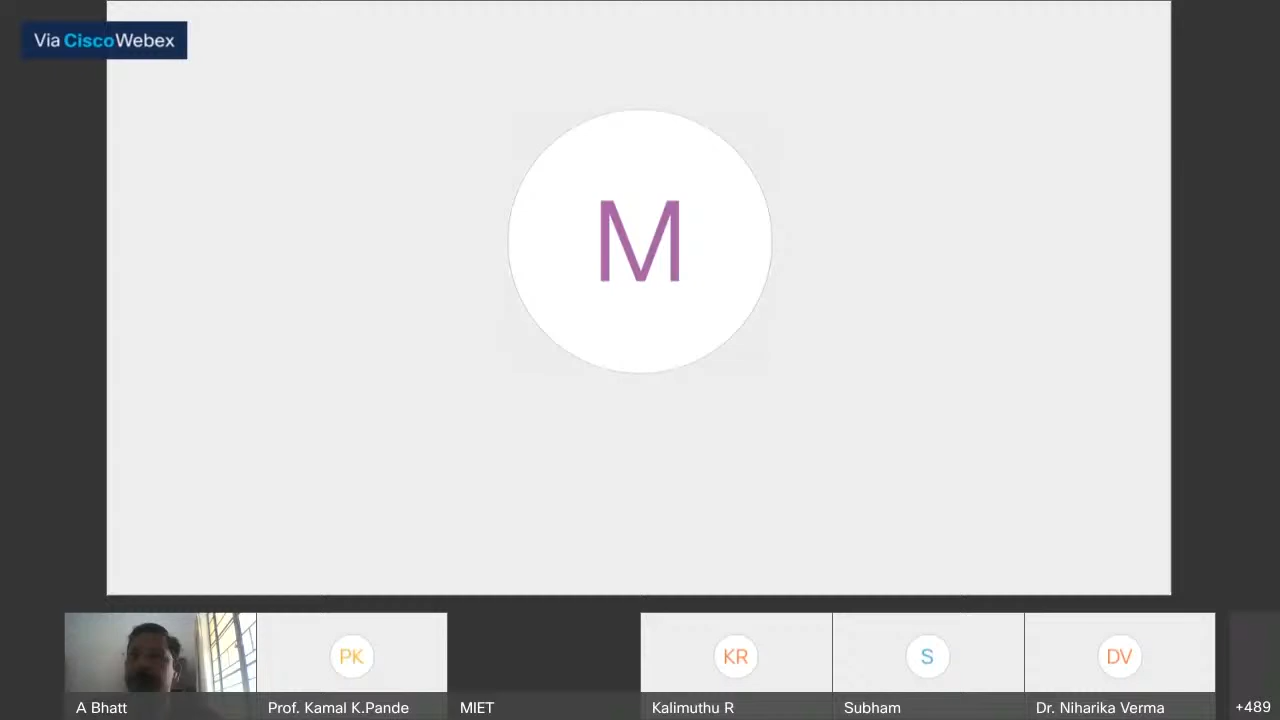 Via CiscoWebex
M
PK
KR
S
DV
A Bhatt
Prof. Kamal K.Pande
MIET
Kalimuthu R
Subham
Dr. Niharika Verma
+489